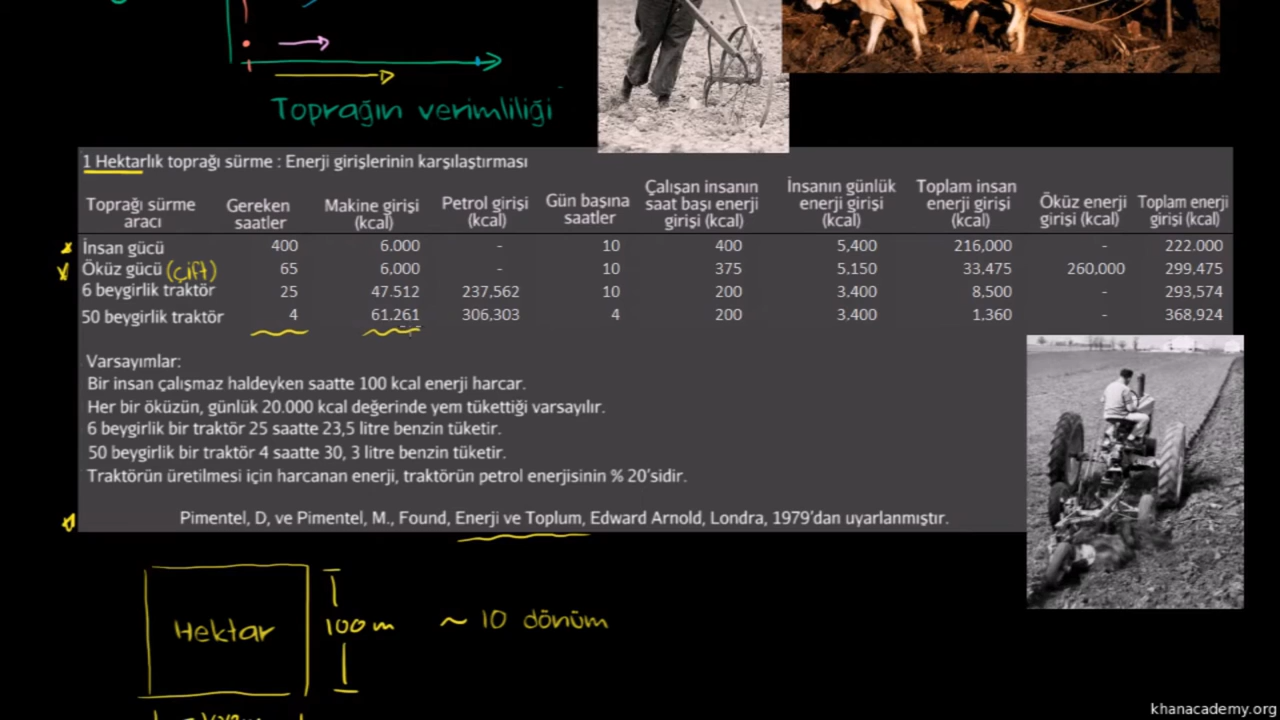 Toprağın verimliliği
1 Hektarlık toprağı sürme : Enerji girişlerinin karşılaştırması
Toprağı sürme aracı Gereken saatler Makine girişi (kcal) Petrol girişi (kcal) Gün başına saatler Çalışan insanın saat başı enerji girişi (kcal) İnsanın günlük enerji girişi (kcal) Toplam insan enerji girişi (kcal) Öküz enerji girişi (kcal) Toplam enerji girişi (kcal)
İnsan gücü 400 6.000 - 10 400 5,400 216,000 - 222.000
Öküz gücü (çift) 65 6,000 - 10 375 5,150 33,475 260,000 299,475
6 beygirlik traktör 25 47.512 237,562 10 200 3,400 8,500 - 293,574
50 beygirlik traktör 4 61.261 306,303 4 200 3,400 1,360 - 368,924
Varsayımlar:
Bir insan çalışmaz haldeyken saatte 100 kcal enerji harcar.
Her bir öküzün, günlük 20.000 kcal değerinde yem tükettiği varsayılır.
6 beygirlik bir traktör 25 saatte 23,5 litre benzin tüketir.
50 beygirlik bir traktör 4 saatte 30, 3 litre benzin tüketir.
Traktörün üretilmesi için harcanan enerji, traktörün petrol enerjisinin % 20'sidir.
Pimentel, D, ve Pimentel, M., Found, Enerji ve Toplum, Edward Arnold, Londra, 1979'dan uyarlanmıştır.
Hektar
100 m
~ 10 dönüm
khanacademy.org